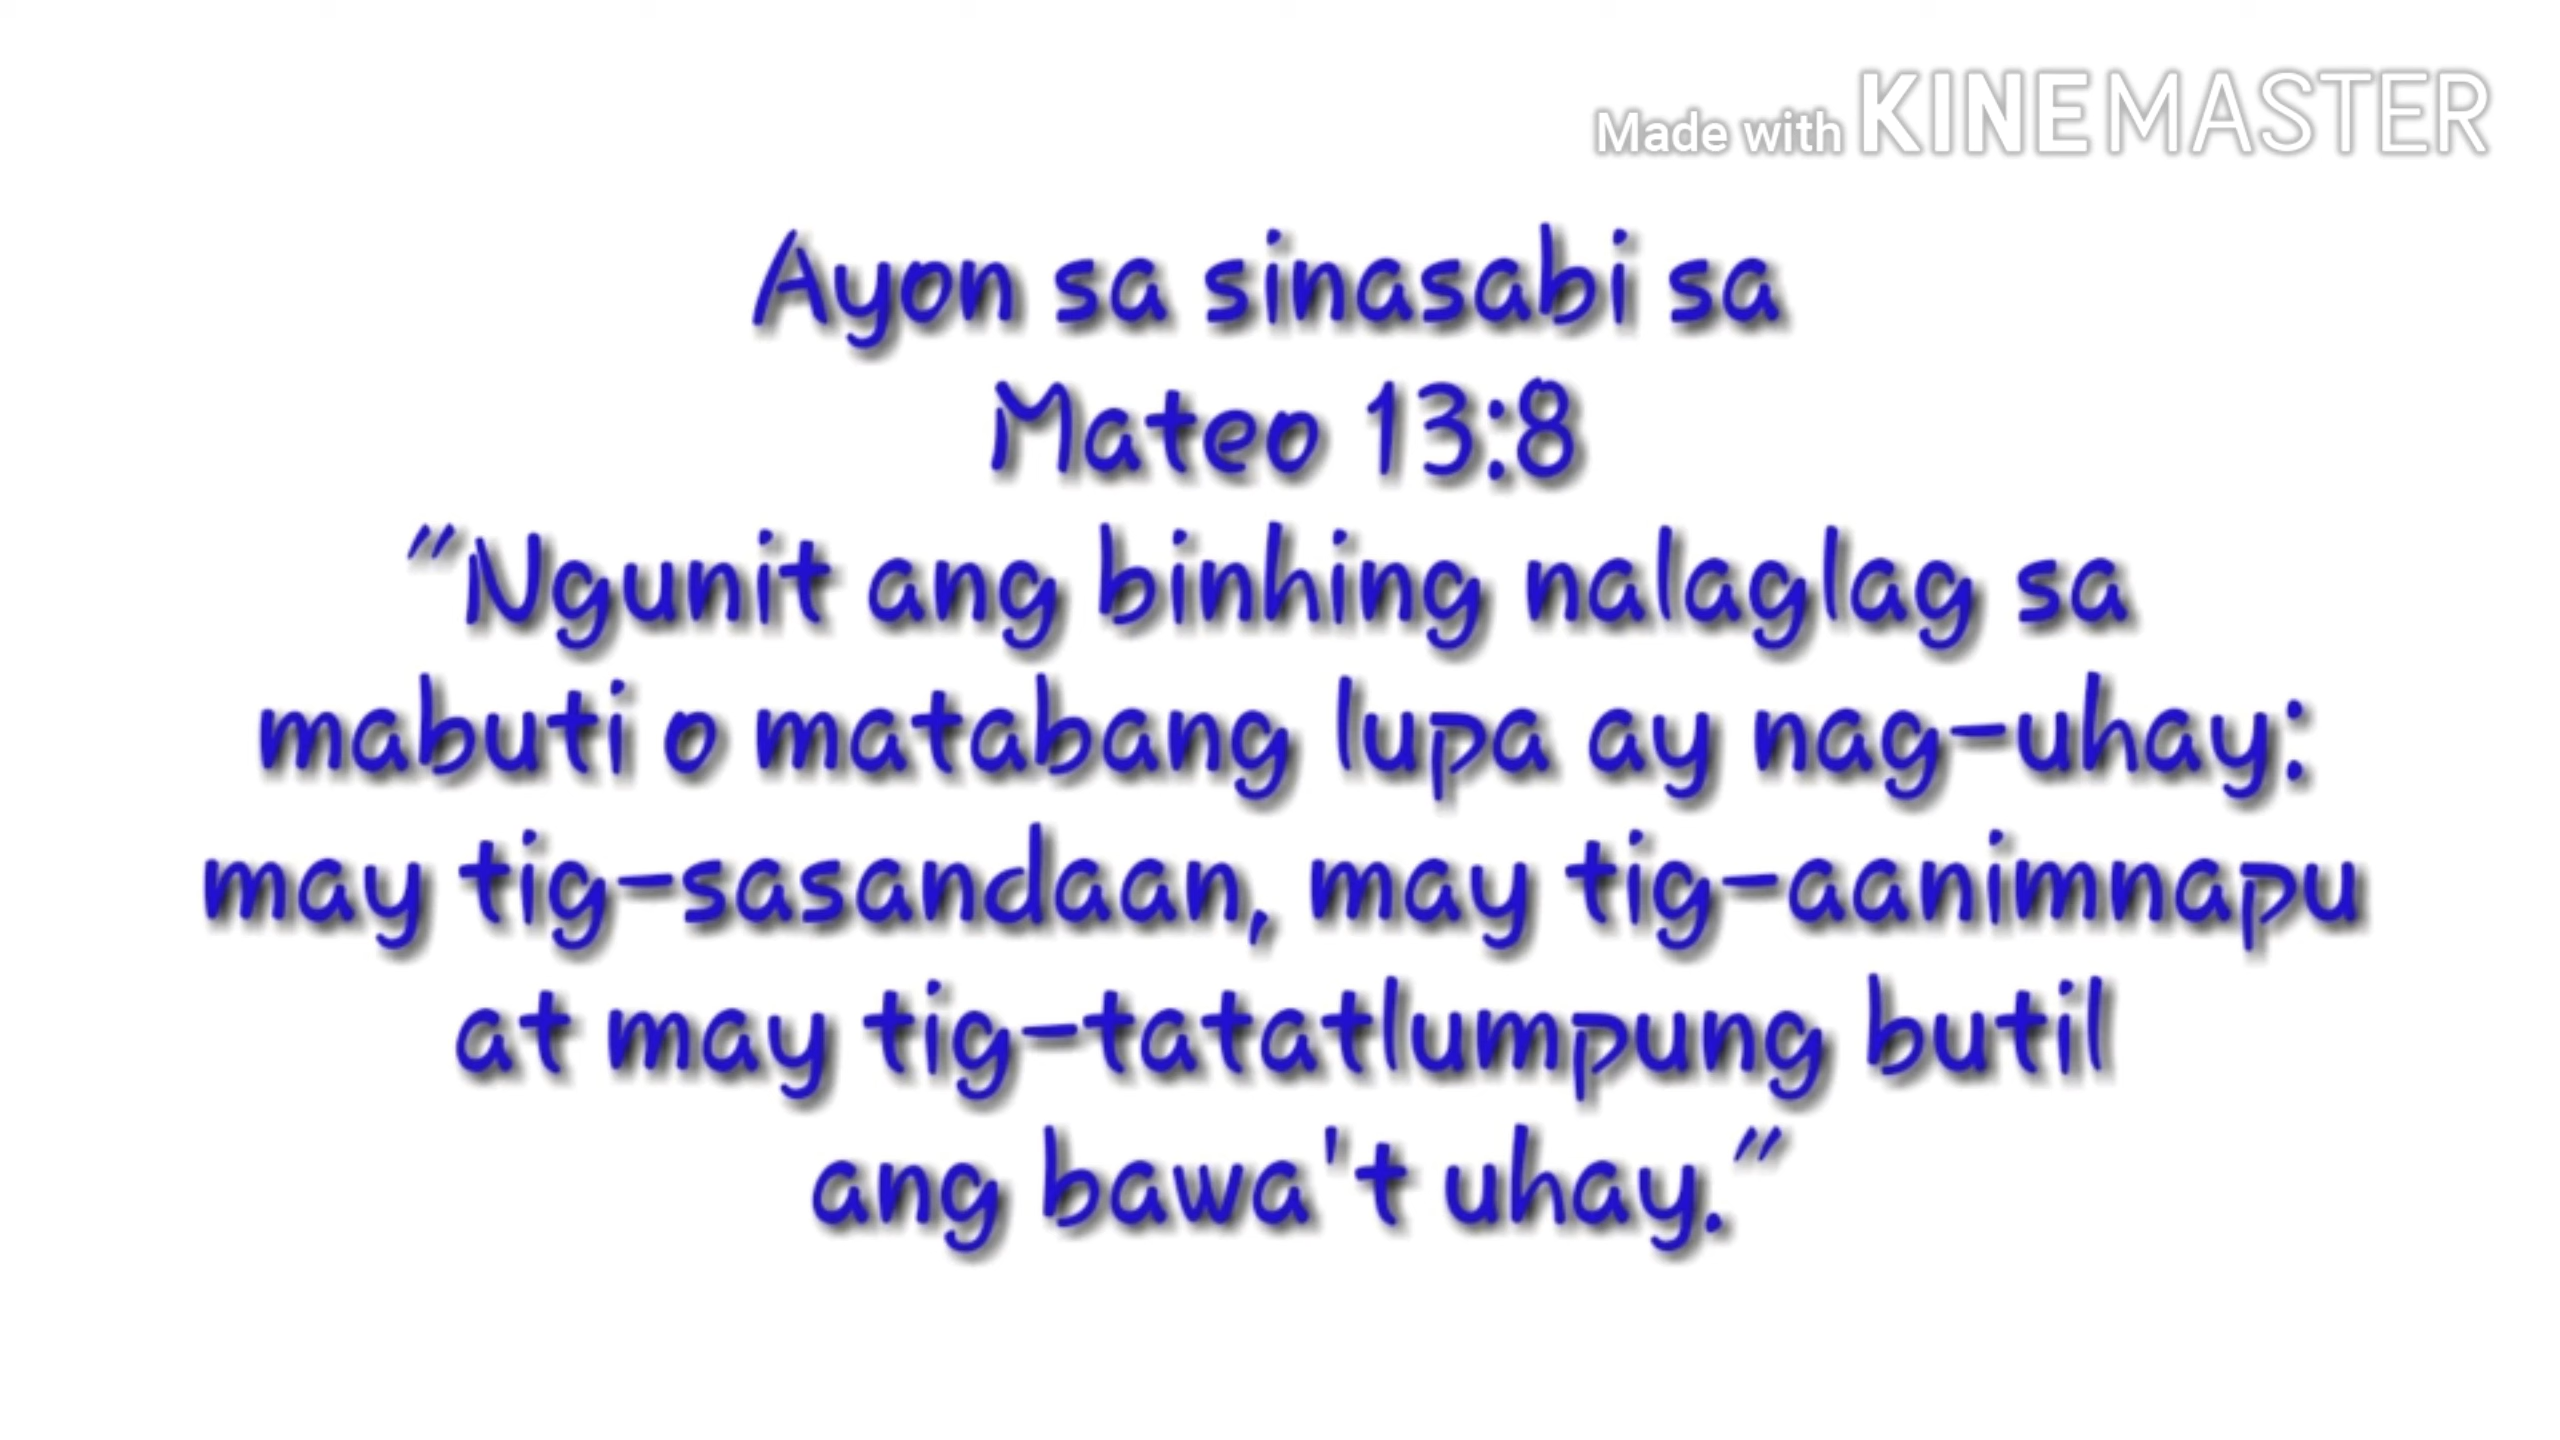 Made with KINEMASTER
Ayon sa sinasabi sa
Mateo 13:8
"Ngunit ang binhing nalaglag sa
mabuti o matabang lupa ay nag-uhay:
may tig-sasandaan, may tig-aanimnapu
at may tig-tatatlumpung butil
ang bawa't uhay."